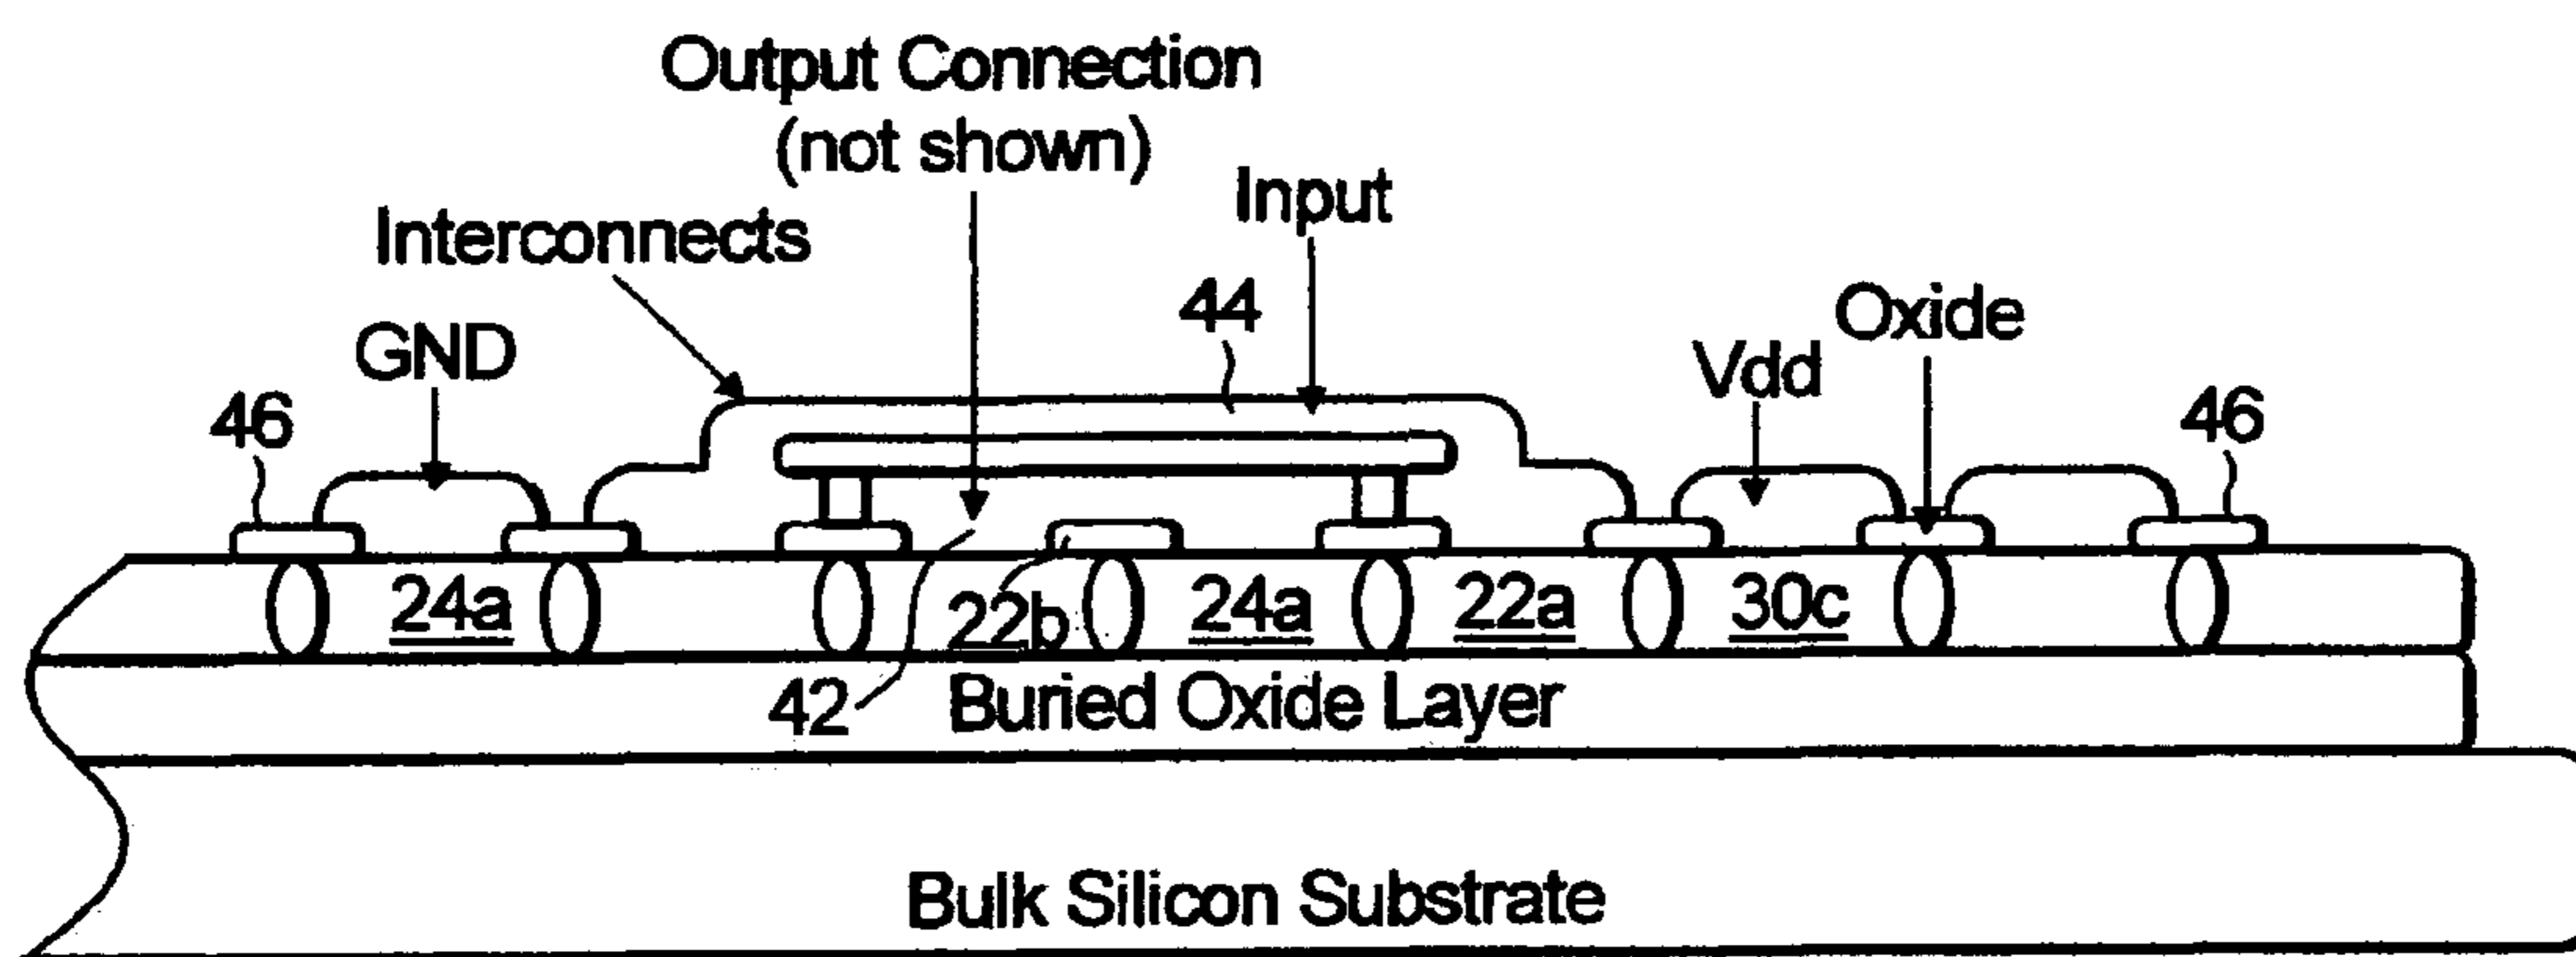 Output Connection
(not shown)
Input
Interconnects
44
Oxide
GND
Vdd
46
46
24a
22b
24a
22a
30c
42
Buried Oxide Layer
Bulk Silicon Substrate